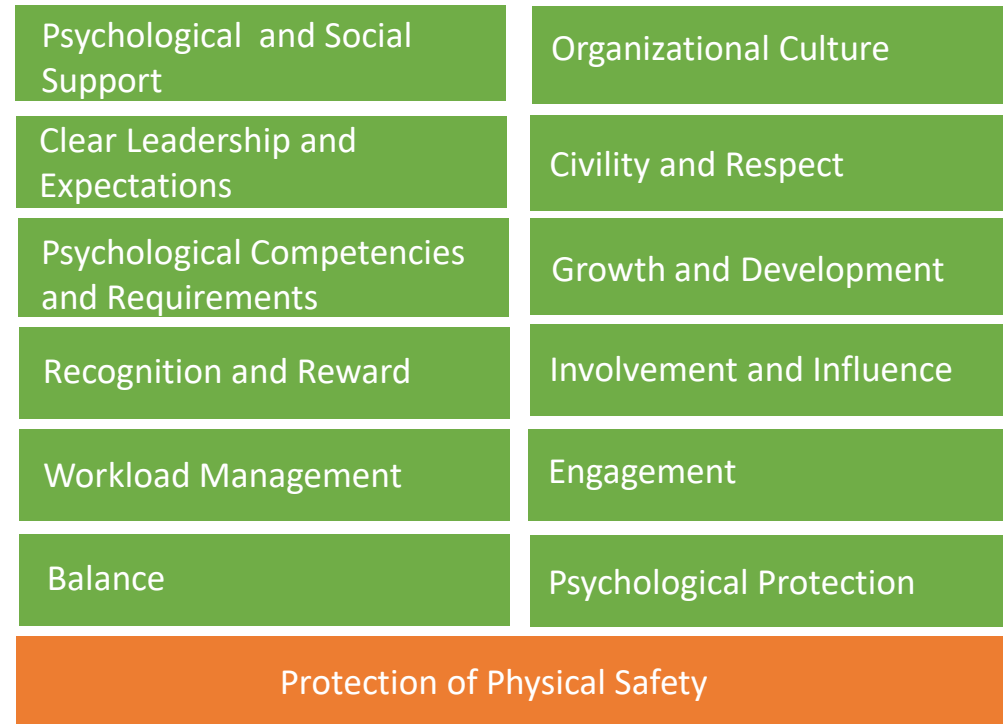 Psychological  and Social
Support
Organizational Culture
Clear Leadership and
Expectations
Civility and Respect
Psychological Competencies
and Requirements
Growth and Development
Recognition and Reward
Involvement and Influence
Workload Management
Engagement
Balance
Psychological Protection
Protection of Physical Safety